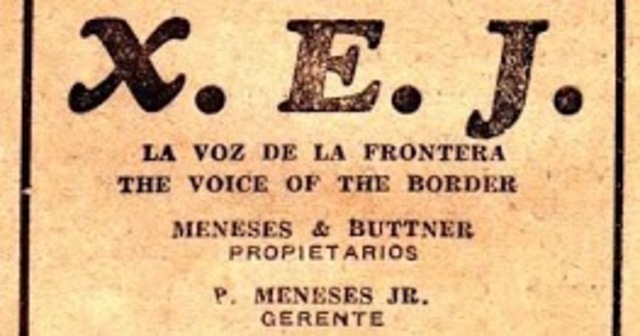 X. E. J.
LA VOZ DE LA FRONTERA
THE VOICE OF THE BORDER
MENESES & BUTTNER
PROPIETARIOS
P. MENESES JR.
GERENTE